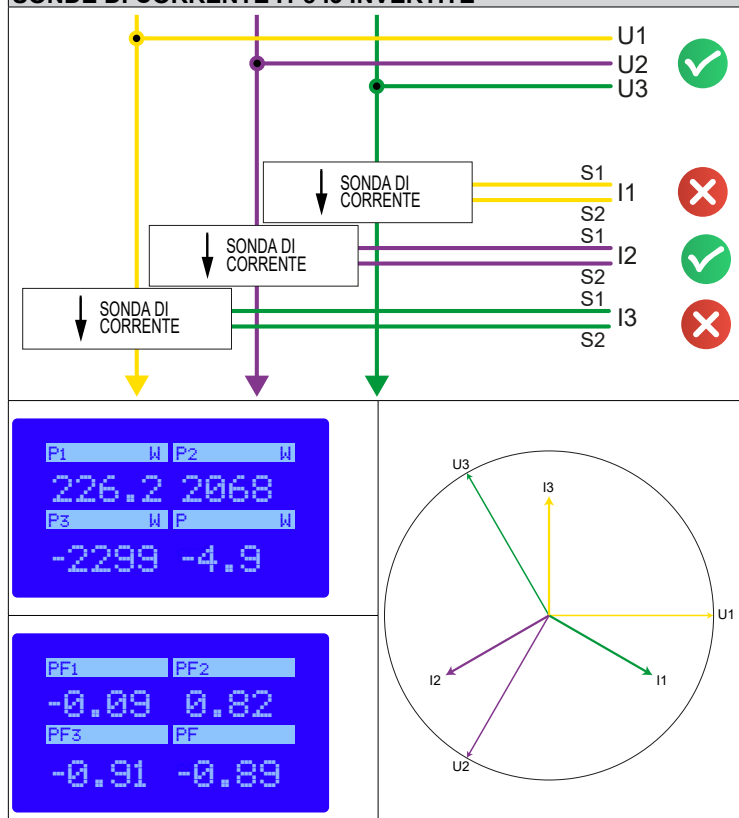 U1
U2
U3
SONDA DI
CORRENTE
S1
I1
S2
SONDA DI
CORRENTE
S1
I2
S2
SONDA DI
CORRENTE
S1
I3
S2
P1 W P2 W
226.2 2068
P3 W P W
-2299 -4.9
PF1 PF2
-0.09 0.82
PF3 PF
-0.91 -0.89
U3
I3
U1
I2
I1
U2